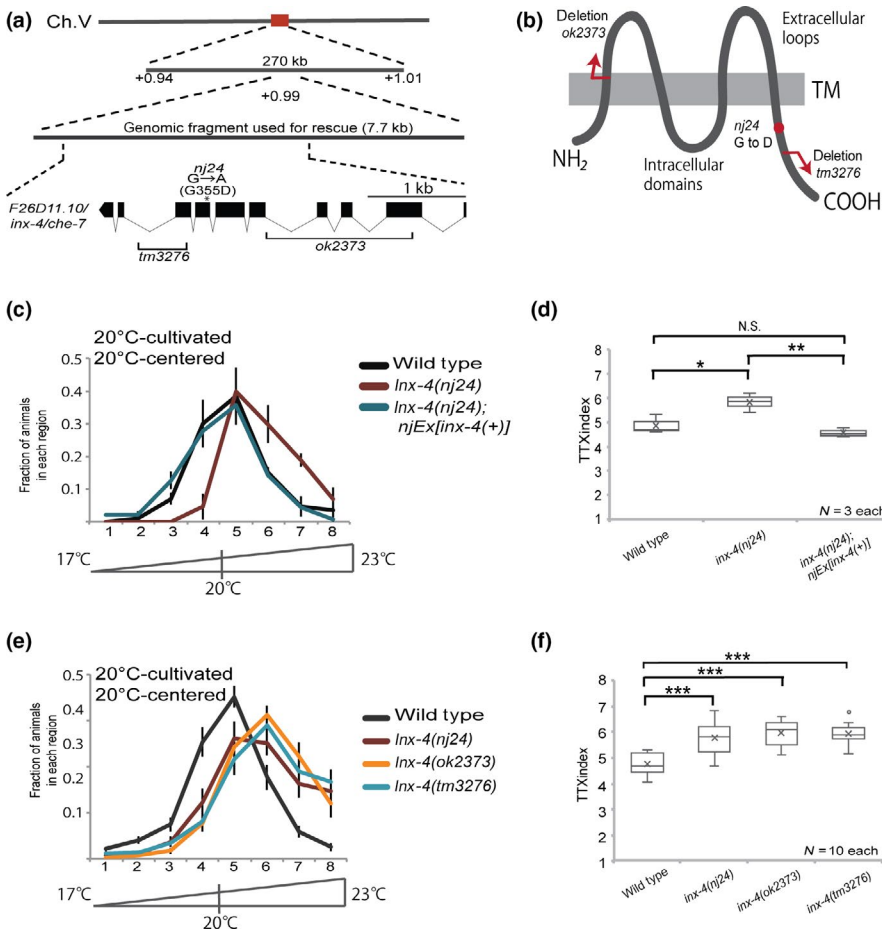 (a)
Ch.V
270 kb
+0.94
+1.01
+0.99
Genomic fragment used for rescue (7.7 kb)
nj24
G→A
(G355D)
*
1 kb
F26D11.10/
inx-4/che-7
tm3276
ok2373
(b)
Deletion
ok2373
Extracellular
loops
TM
nj24
G to D
NH2
Intracellular
domains
Deletion
tm3276
COOH
(c)
20°C-cultivated
20°C-centered
Wild type
Inx-4(nj24)
Inx-4(nj24);
njEx[inx-4(+)]
Fraction of animals
in each region
0.5
0.4
0.3
0.2
0.1
1 2 3 4 5 6 7 8
17℃
23℃
20℃
(d)
N.S.
*
**
TTXindex
8
7
6
5
4
3
2
1
N = 3 each
Wild type
inx-4(nj24)
inx-4(nj24);
njEx[inx-4(+)]
(e)
20°C-cultivated
20°C-centered
Wild type
Inx-4(nj24)
Inx-4(ok2373)
Inx-4(tm3276)
Fraction of animals
in each region
0.5
0.4
0.3
0.2
0.1
1 2 3 4 5 6 7 8
17℃
23℃
20℃
(f)
***
***
***
TTXindex
8
7
6
5
4
3
2
1
N = 10 each
Wild type
inx-4(nj24)
inx-4(ok2373)
inx-4(tm3276)